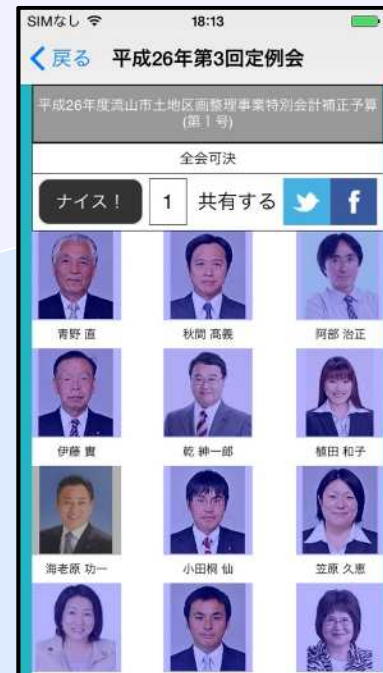 SIMなし 18:13
戻る 平成26年第3回定例会
平成26年度流山市土地区画整理事業特別会計補正予算
(第1号)
全会可決
ナイス！ 1 共有する
青野 直 秋間 高義 阿部 治正
伊藤 實 乾 紳一郎 植田 和子
海老原 功一 小田桐 仙 笠原 久恵